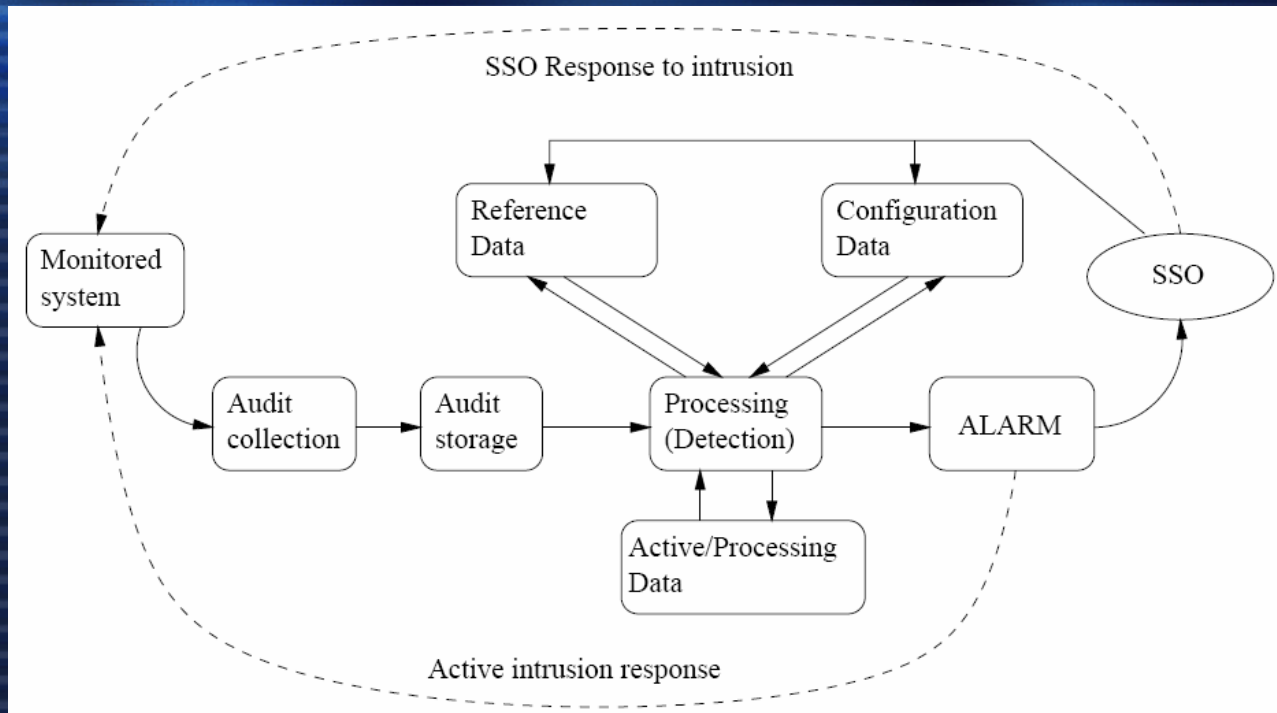 SSO Response to intrusion
Reference
Data
Configuration
Data
Monitored
system
SSO
Audit
collection
Audit
storage
Processing
(Detection)
ALARM
Active/Processing
Data
Active intrusion response